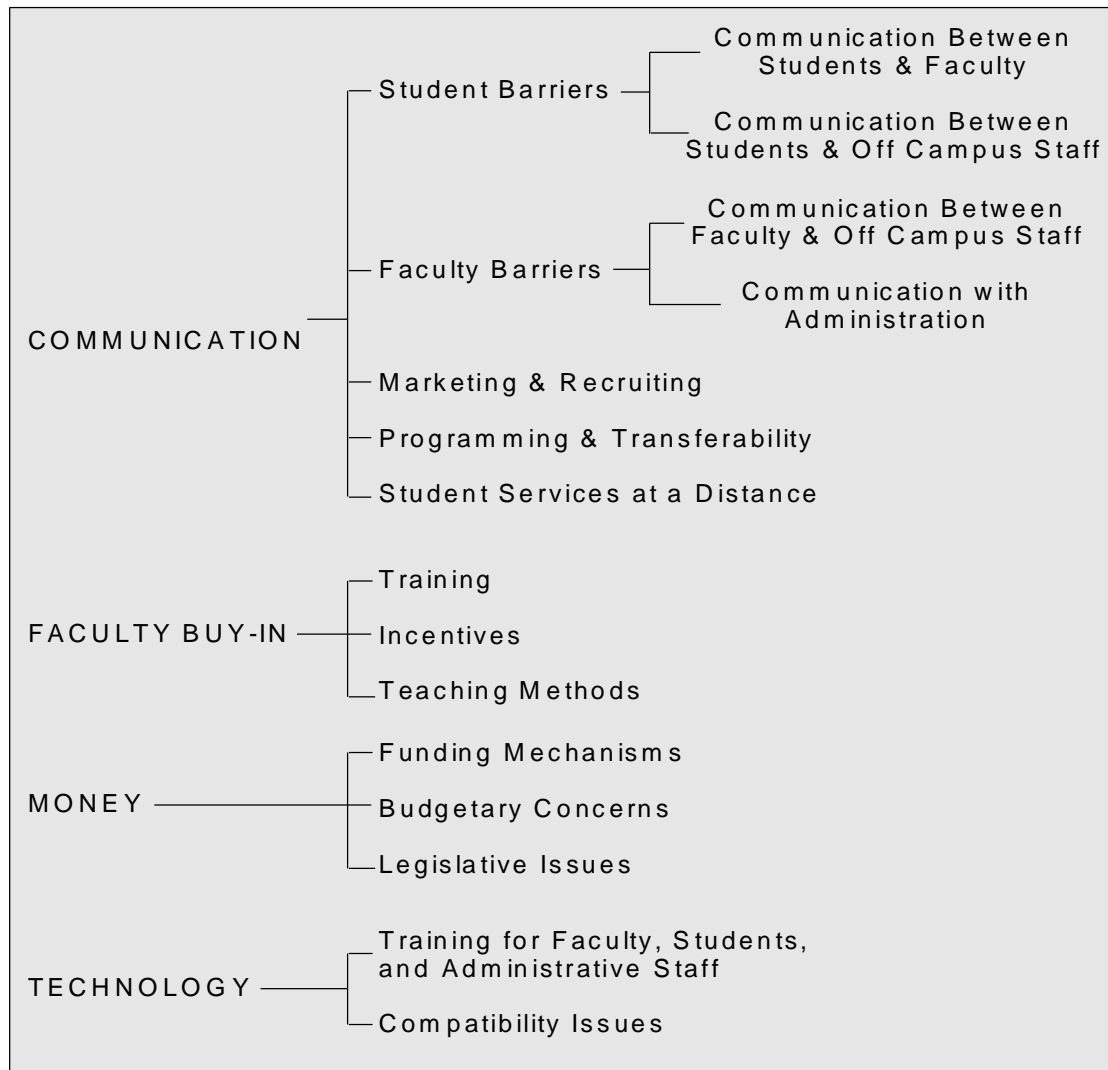 COMMUNICATION
Student Barriers
Communication Between
Students & Faculty
Communication Between
Students & Off Campus Staff
Faculty Barriers
Communication Between
Faculty & Off Campus Staff
Communication with
Administration
Marketing & Recruiting
Programming & Transferability
Student Services at a Distance
FACULTY BUY-IN
Training
Incentives
Teaching Methods
MONEY
Funding Mechanisms
Budgetary Concerns
Legislative Issues
TECHNOLOGY
Training for Faculty, Students,
and Administrative Staff
Compatibility Issues